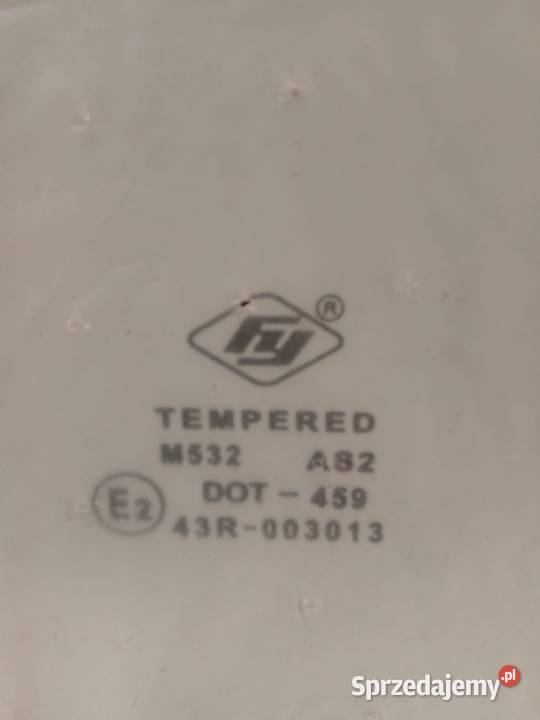 FY ®
TEMPERED
M532 AS2
DOT - 459
E2
43R-003013
Sprzedajemy.pl